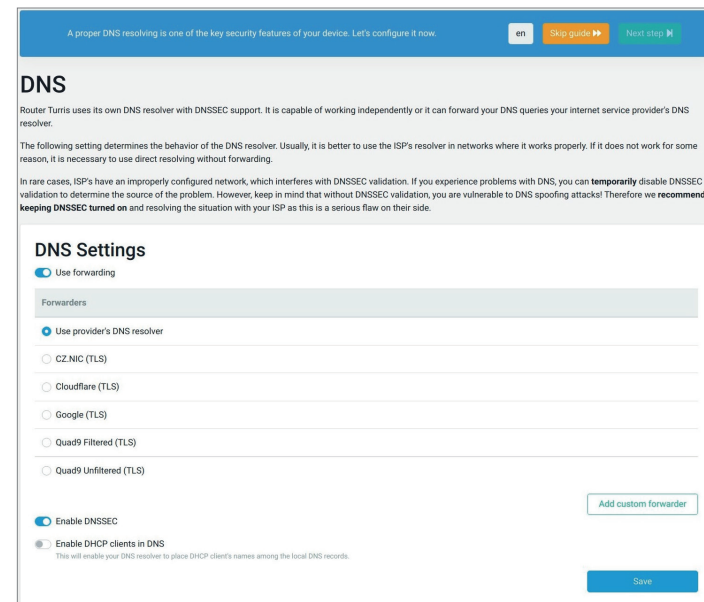 A proper DNS resolving is one of the key security features of your device. Let's configure it now.
en
Skip guide
Next step
DNS
Router Turris uses its own DNS resolver with DNSSEC support. It is capable of working independently or it can forward your DNS queries your internet service provider's DNS
resolver.
The following setting determines the behavior of the DNS resolver. Usually, it is better to use the ISP's resolver in networks where it works properly. If it does not work for some
reason, it is necessary to use direct resolving without forwarding.
In rare cases, ISP's have an improperly configured network, which interferes with DNSSEC validation. If you experience problems with DNS, you can temporarily disable DNSSEC
validation to determine the source of the problem. However, keep in mind that without DNSSEC validation, you are vulnerable to DNS spoofing attacks! Therefore we recommend
keeping DNSSEC turned on and resolving the situation with your ISP as this is a serious flaw on their side.
DNS Settings
Use forwarding
Forwarders
Use provider's DNS resolver
CZ.NIC (TLS)
Cloudflare (TLS)
Google (TLS)
Quad9 Filtered (TLS)
Quad9 Unfiltered (TLS)
Add custom forwarder
Enable DNSSEC
Enable DHCP clients in DNS
This will enable your DNS resolver to place DHCP client's names among the local DNS records.
Save